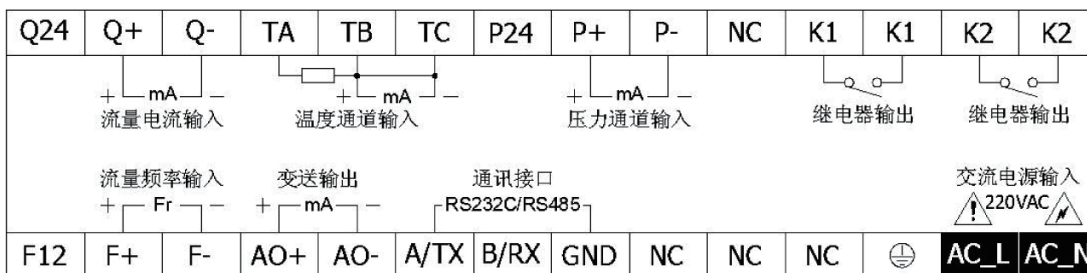 Q24 Q+ Q- TA TB TC P24 P+ P- NC K1 K1 K2 K2
+ mA - + mA - + mA -
流量电流输入 温度通道输入 压力通道输入 继电器输出 继电器输出
流量频率输入 变送输出 通讯接口 交流电源输入
+ Fr - + mA - RS232C/RS485 220VAC
F12 F+ F- AO+ AO- A/TX B/RX GND NC NC NC AC_L AC_N